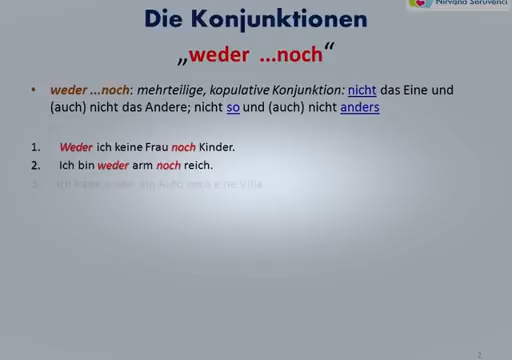 Nirvana Serüvenci
Die Konjunktionen
„weder ...noch“
• weder ...noch: mehrteilige, kopulative Konjunktion: nicht das Eine und
(auch) nicht das Andere; nicht so und (auch) nicht anders
1. Weder ich keine Frau noch Kinder.
2. Ich bin weder arm noch reich.
3. Ich habe weder ein Auto noch eine Villa.
2